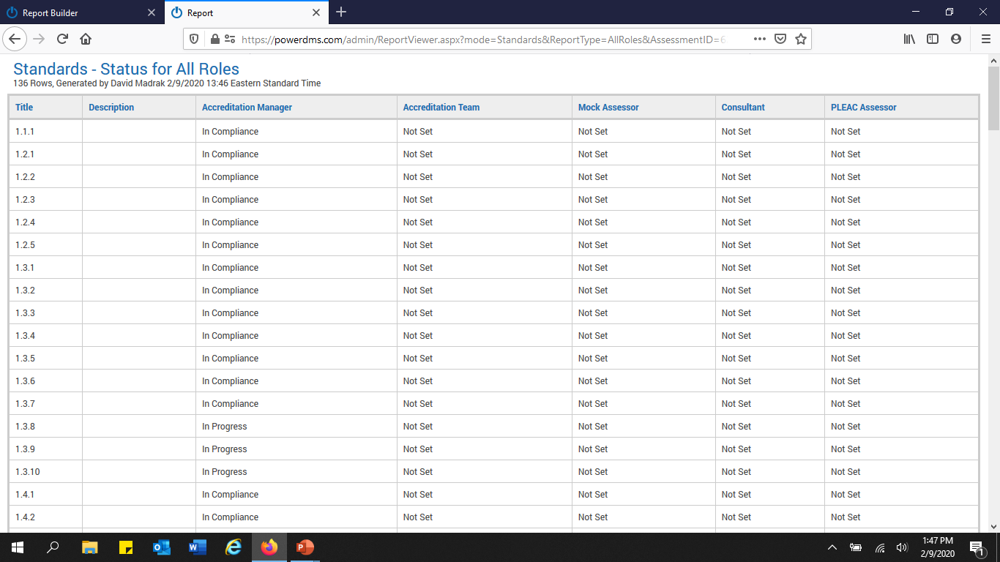 Report Builder
Report
https://powerdms.com/admin/ReportViewer.aspx?mode=Standards&ReportType=AllRoles&AssessmentID=6
Standards - Status for All Roles
136 Rows, Generated by David Madrak 2/9/2020 13:46 Eastern Standard Time
Title Description Accreditation Manager Accreditation Team Mock Assessor Consultant PLEAC Assessor
1.1.1 In Compliance Not Set Not Set Not Set Not Set
1.2.1 In Compliance Not Set Not Set Not Set Not Set
1.2.2 In Compliance Not Set Not Set Not Set Not Set
1.2.3 In Compliance Not Set Not Set Not Set Not Set
1.2.4 In Compliance Not Set Not Set Not Set Not Set
1.2.5 In Compliance Not Set Not Set Not Set Not Set
1.3.1 In Compliance Not Set Not Set Not Set Not Set
1.3.2 In Compliance Not Set Not Set Not Set Not Set
1.3.3 In Compliance Not Set Not Set Not Set Not Set
1.3.4 In Compliance Not Set Not Set Not Set Not Set
1.3.5 In Compliance Not Set Not Set Not Set Not Set
1.3.6 In Compliance Not Set Not Set Not Set Not Set
1.3.7 In Compliance Not Set Not Set Not Set Not Set
1.3.8 In Progress Not Set Not Set Not Set Not Set
1.3.9 In Progress Not Set Not Set Not Set Not Set
1.3.10 In Progress Not Set Not Set Not Set Not Set
1.4.1 In Compliance Not Set Not Set Not Set Not Set
1.4.2 In Compliance Not Set Not Set Not Set Not Set
1:47 PM
2/9/2020
1